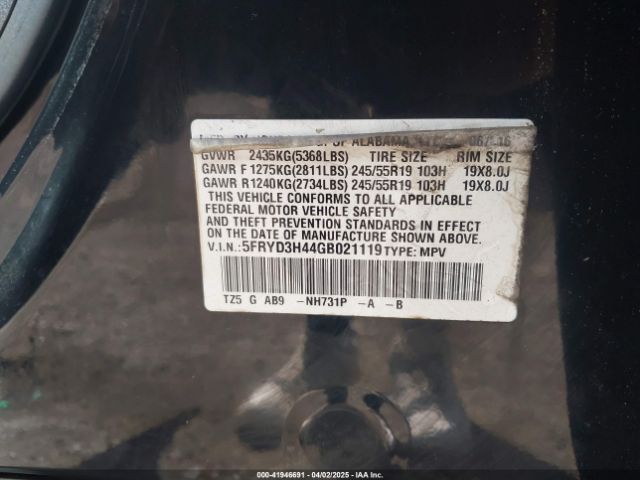 OF ALABAMA
GVWR 2435KG(5368LBS) TIRE SIZE RIM SIZE
GAWR F 1275KG(2811LBS) 245/55R19 103H 19X8.0J
GAWR R 1240KG(2734LBS) 245/55R19 103H 19X8.0J
THIS VEHICLE CONFORMS TO ALL APPLICABLE
FEDERAL MOTOR VEHICLE SAFETY
AND THEFT PREVENTION STANDARDS IN EFFECT
ON THE DATE OF MANUFACTURE SHOWN ABOVE.
V.I.N.: 5FRYD3H44GB021119 TYPE: MPV
TZ5 G AB9 -NH731P -A -B
000-41946691 - 04/02/2025 - IAA Inc.